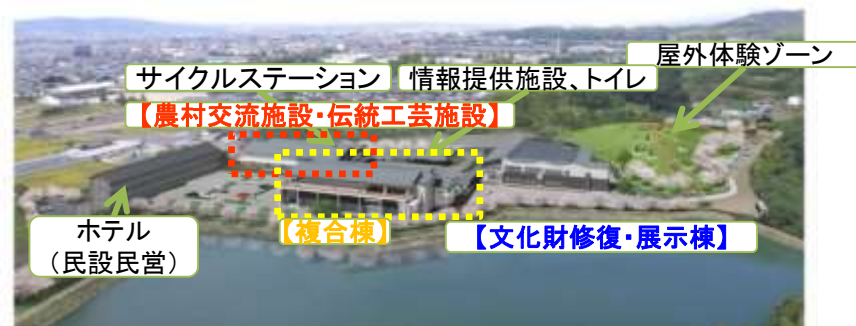 屋外体験ゾーン
サイクルステーション
情報提供施設、トイレ
【農村交流施設・伝統工芸施設】
ホテル
（民設民営）
【複合棟】
【文化財修復・展示棟】